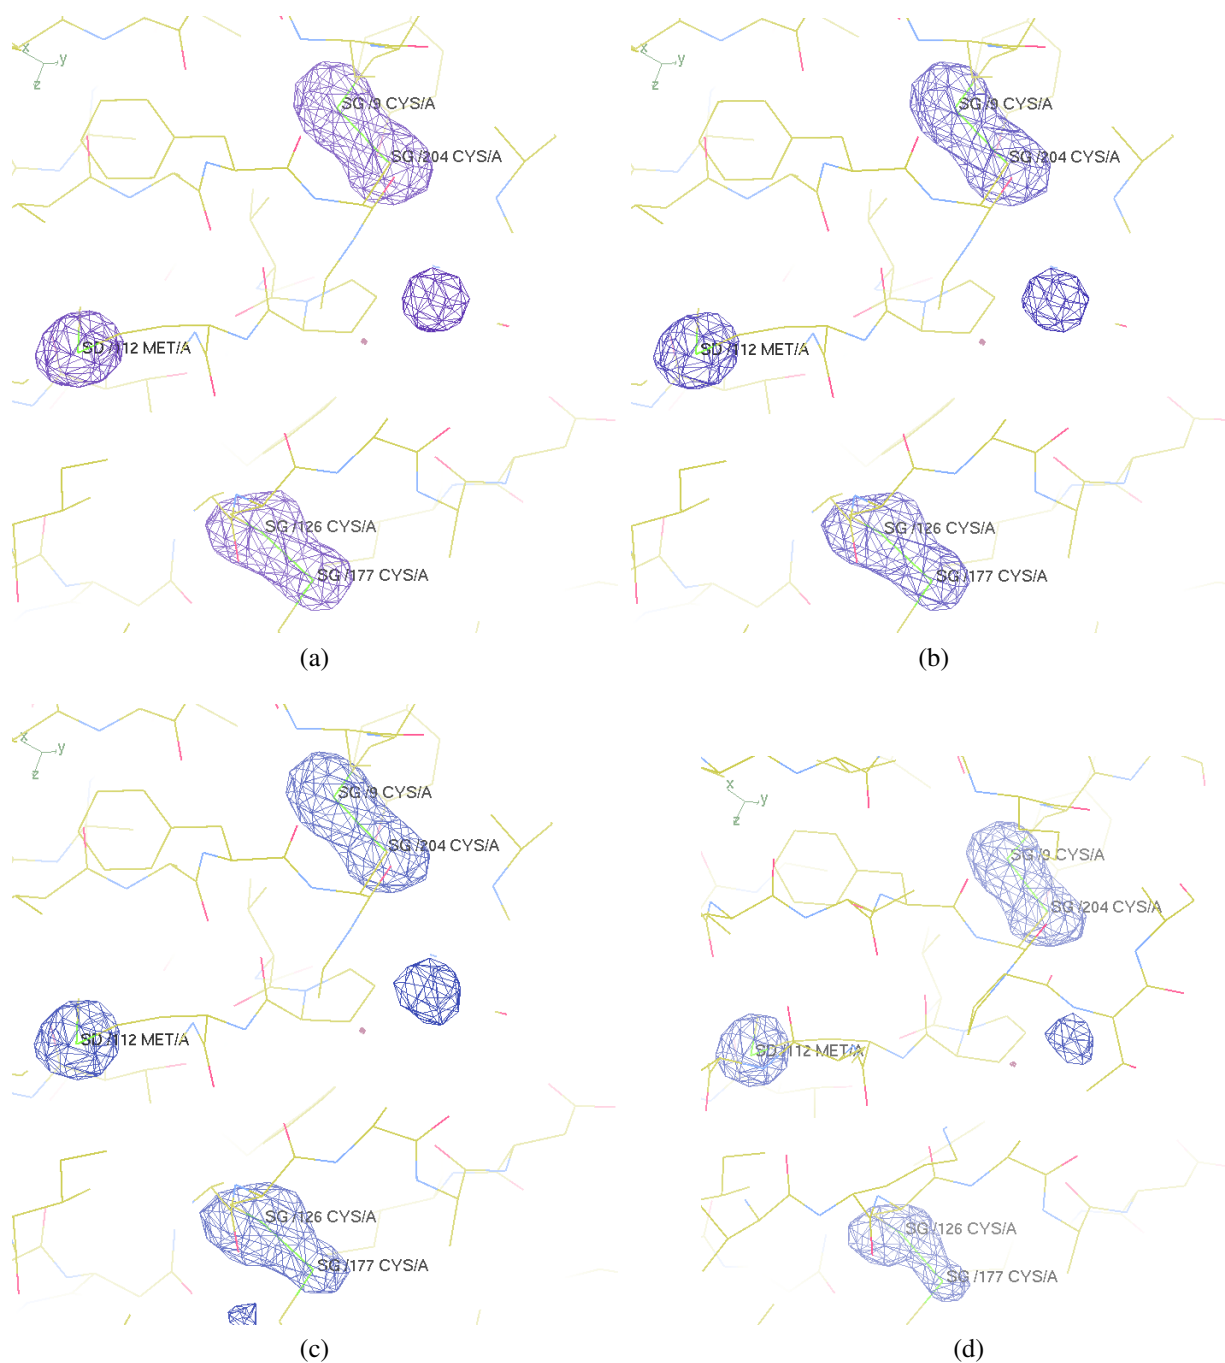 x
y
z
SG /9 CYS/A
SG /204 CYS/A
SD /112 MET/A
SG /126 CYS/A
SG /177 CYS/A
(a)
x
y
z
SG /9 CYS/A
SG /204 CYS/A
SD /112 MET/A
SG /126 CYS/A
SG /177 CYS/A
(b)
x
y
z
SG /9 CYS/A
SG /204 CYS/A
SD /112 MET/A
SG /126 CYS/A
SG /177 CYS/A
(c)
x
y
z
SG /9 CYS/A
SG /204 CYS/A
SD /112 MET/A
SG /126 CYS/A
SG /177 CYS/A
(d)